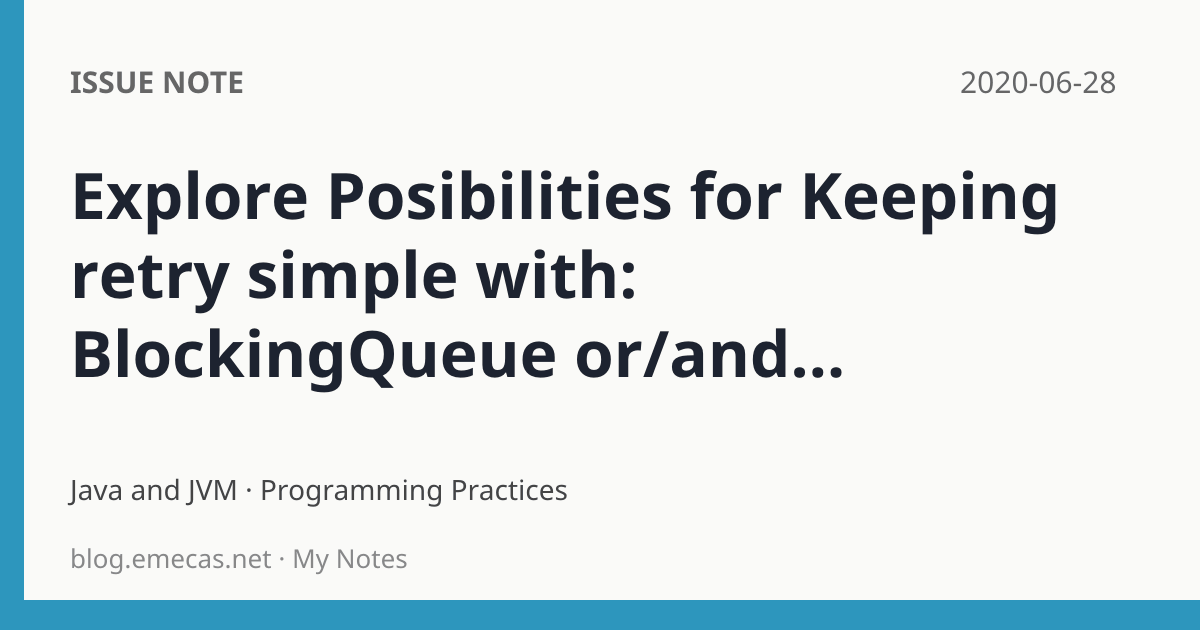 ISSUE NOTE
2020-06-28
Explore Posibilities for Keeping
retry simple with:
BlockingQueue or/and...
Java and JVM · Programming Practices
blog.emecas.net · My Notes